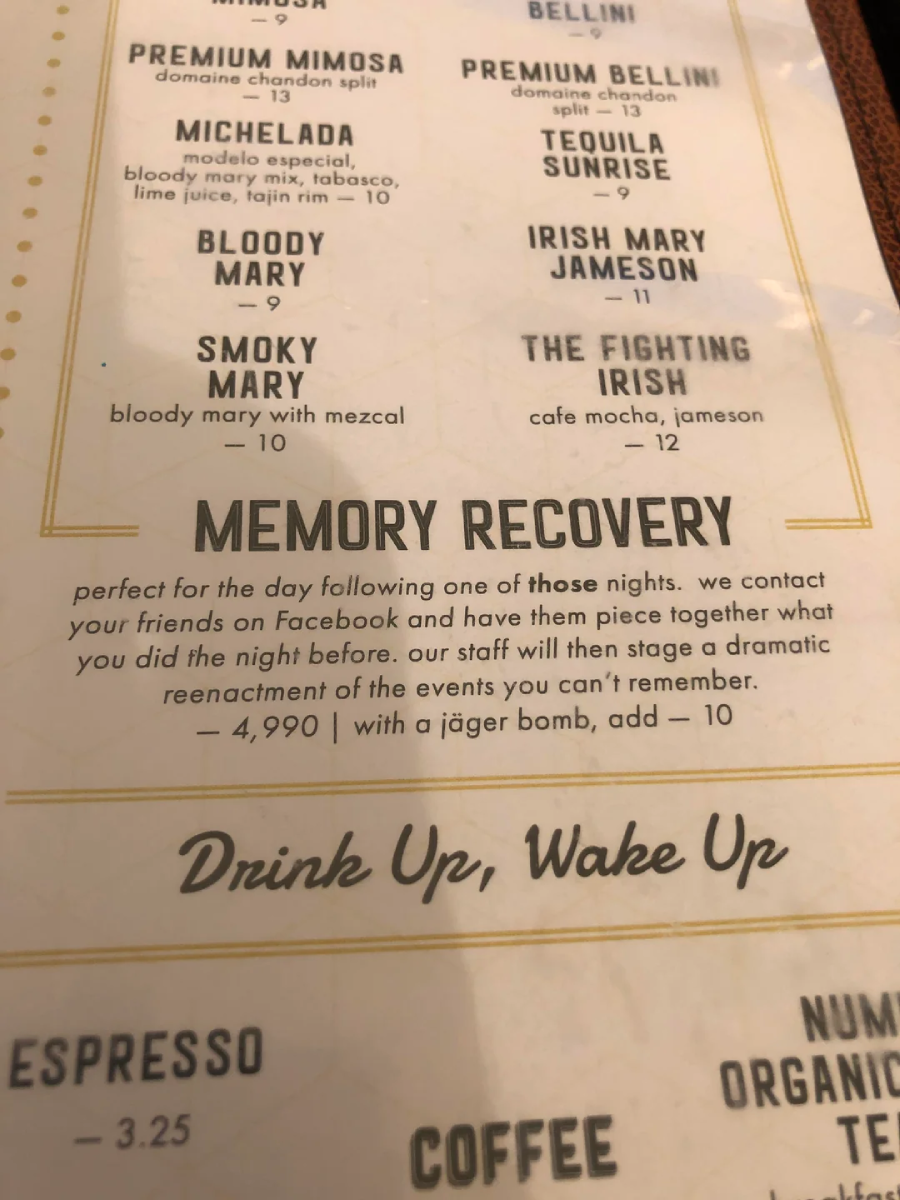 MIMOSA
— 9
PREMIUM MIMOSA
domaine chandon split
— 13
MICHELADA
modelo especial,
bloody mary mix, tabasco,
lime juice, tajin rim — 10
BLOODY
MARY
— 9
SMOKY
MARY
bloody mary with mezcal
— 10
BELLINI
— 9
PREMIUM BELLINI
domaine chandon
split — 13
TEQUILA
SUNRISE
— 9
IRISH MARY
JAMESON
— 11
THE FIGHTING
IRISH
cafe mocha, jameson
— 12
MEMORY RECOVERY
perfect for the day following one of those nights. we contact
your friends on Facebook and have them piece together what
you did the night before. our staff will then stage a dramatic
reenactment of the events you can't remember.
— 4,990 | with a jäger bomb, add — 10
Drink Up, Wake Up
ESPRESSO
— 3.25
COFFEE
NUM
ORGANIC
TE